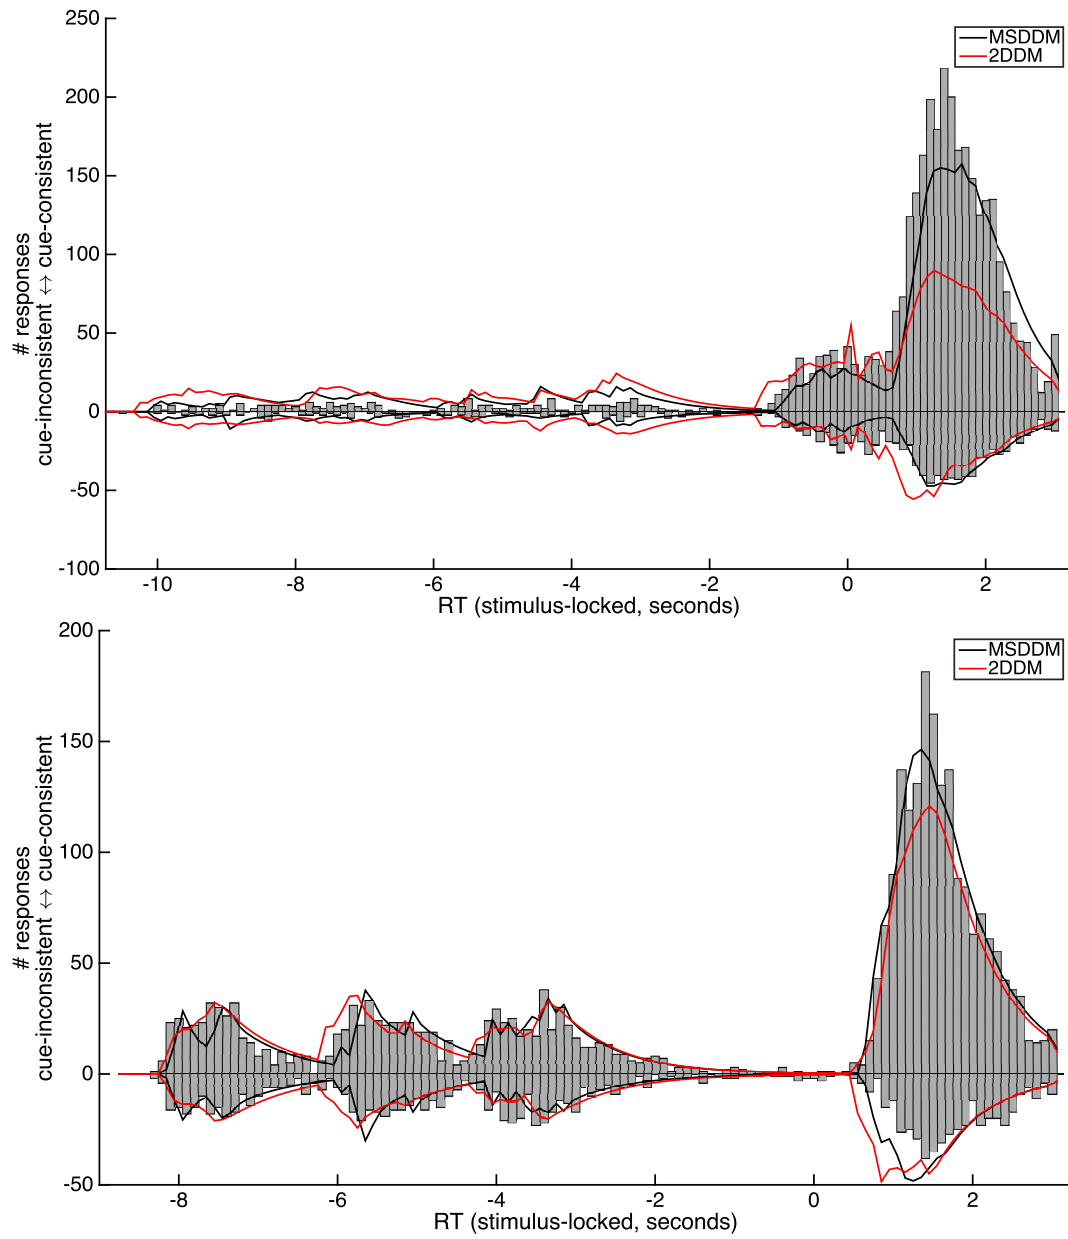 250
200
150
100
50
0
-50
-100
# responses
cue-inconsistent ↔ cue-consistent
MSDDM
2DDM
-10 -8 -6 -4 -2 0 2
RT (stimulus-locked, seconds)
200
150
100
50
0
-50
# responses
cue-inconsistent ↔ cue-consistent
MSDDM
2DDM
-8 -6 -4 -2 0 2
RT (stimulus-locked, seconds)